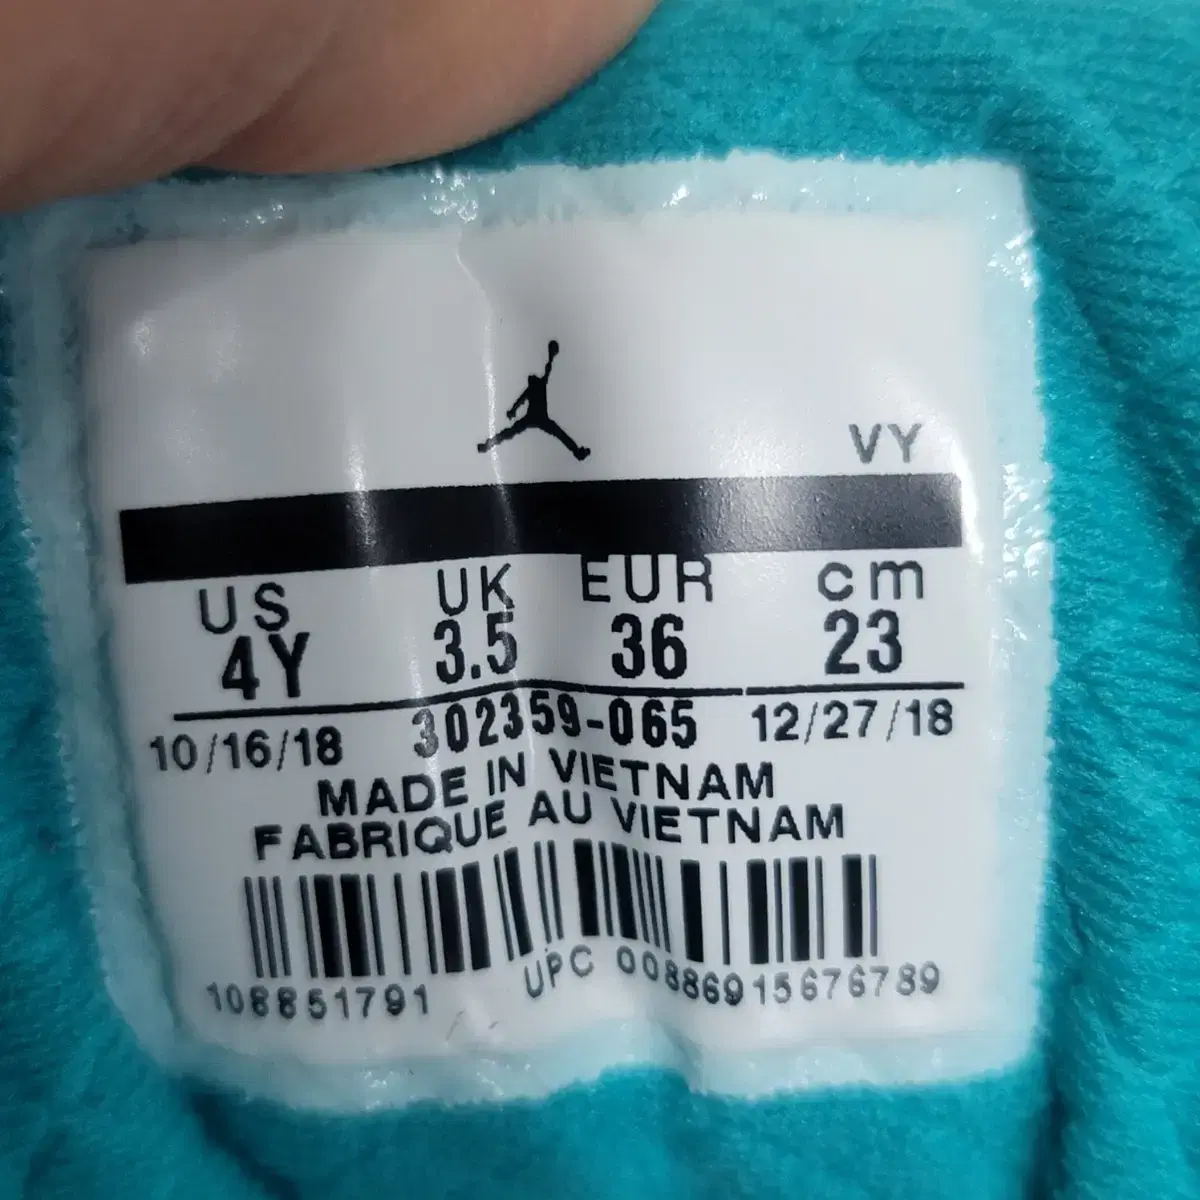 VY
US UK EUR cm
4Y 3.5 36 23
10/16/18 302359-065 12/27/18
MADE IN VIETNAM
FABRIQUE AU VIETNAM
108851791 UPC 00886915676789